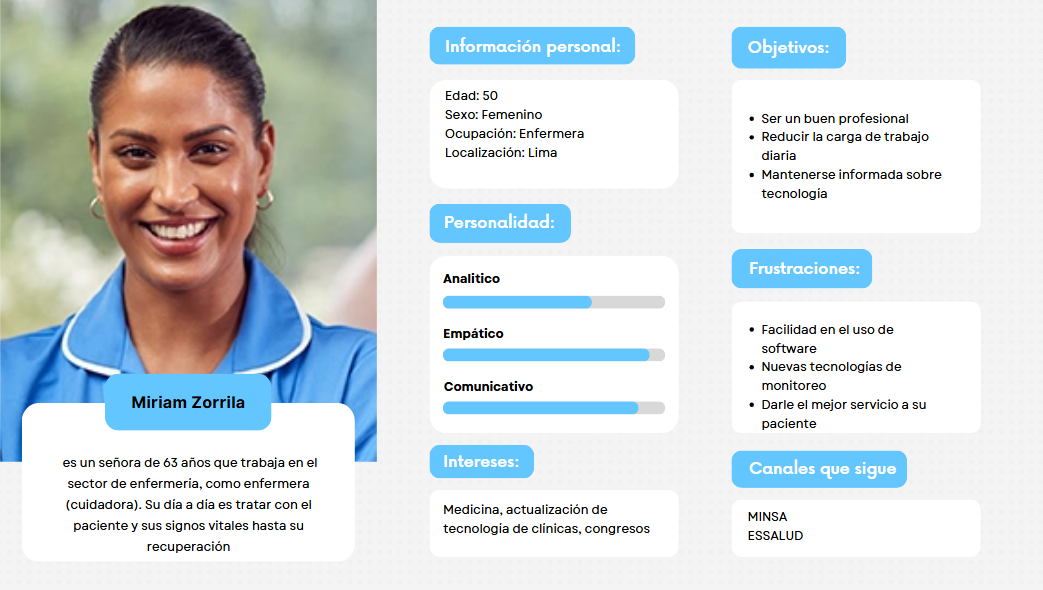 Miriam Zorrila
es un señora de 63 años que trabaja en el
sector de enfermería, como enfermera
(cuidadora). Su día a día es tratar con el
paciente y sus signos vitales hasta su
recuperación
Información personal:
Edad: 50
Sexo: Femenino
Ocupación: Enfermera
Localización: Lima
Personalidad:
Analitico
Empático
Comunicativo
Intereses:
Medicina, actualización de
tecnología de clínicas, congresos
Objetivos:
• Ser un buen profesional
• Reducir la carga de trabajo
diaria
• Mantenerse informada sobre
tecnología
Frustraciones:
• Facilidad en el uso de
software
• Nuevas tecnologías de
monitoreo
• Darle el mejor servicio a su
paciente
Canales que sigue
MINSA
ESSALUD